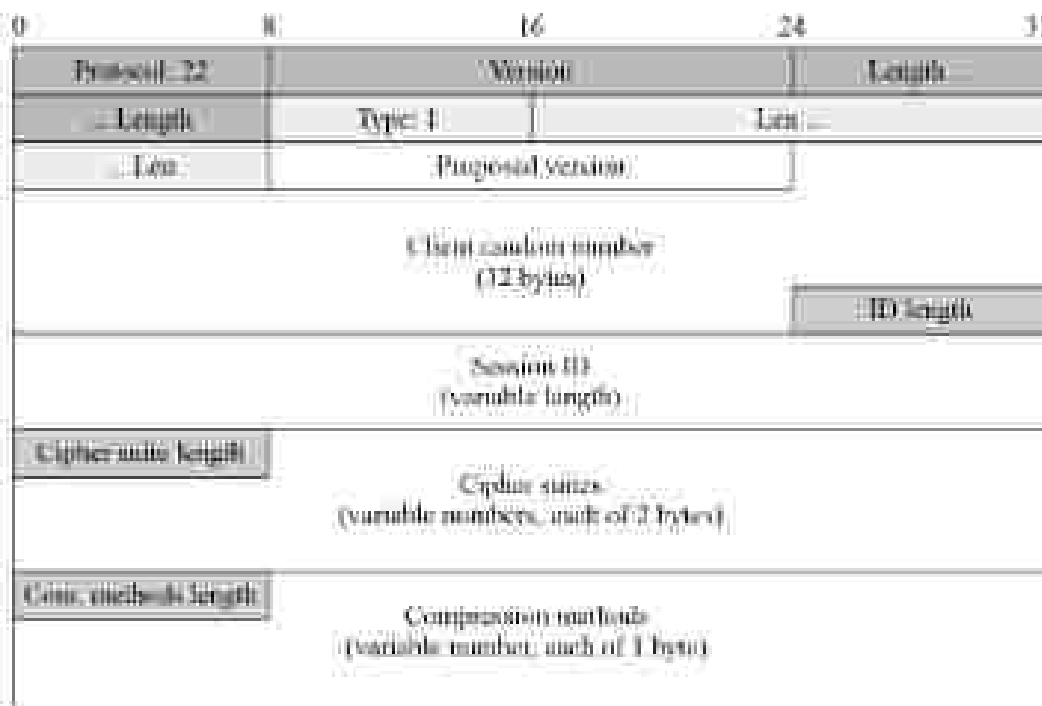 0 8 16 24 31
Protocol: 22 Version Length ...
... Length Type: 1 Len ...
... Len Proposed version
Client random number
(32 bytes)
ID length
Session ID
(variable length)
Cipher suite length
Cipher suites
(variable numbers, each of 2 bytes)
Com. methods length
Compression methods
(variable number, each of 1 byte)